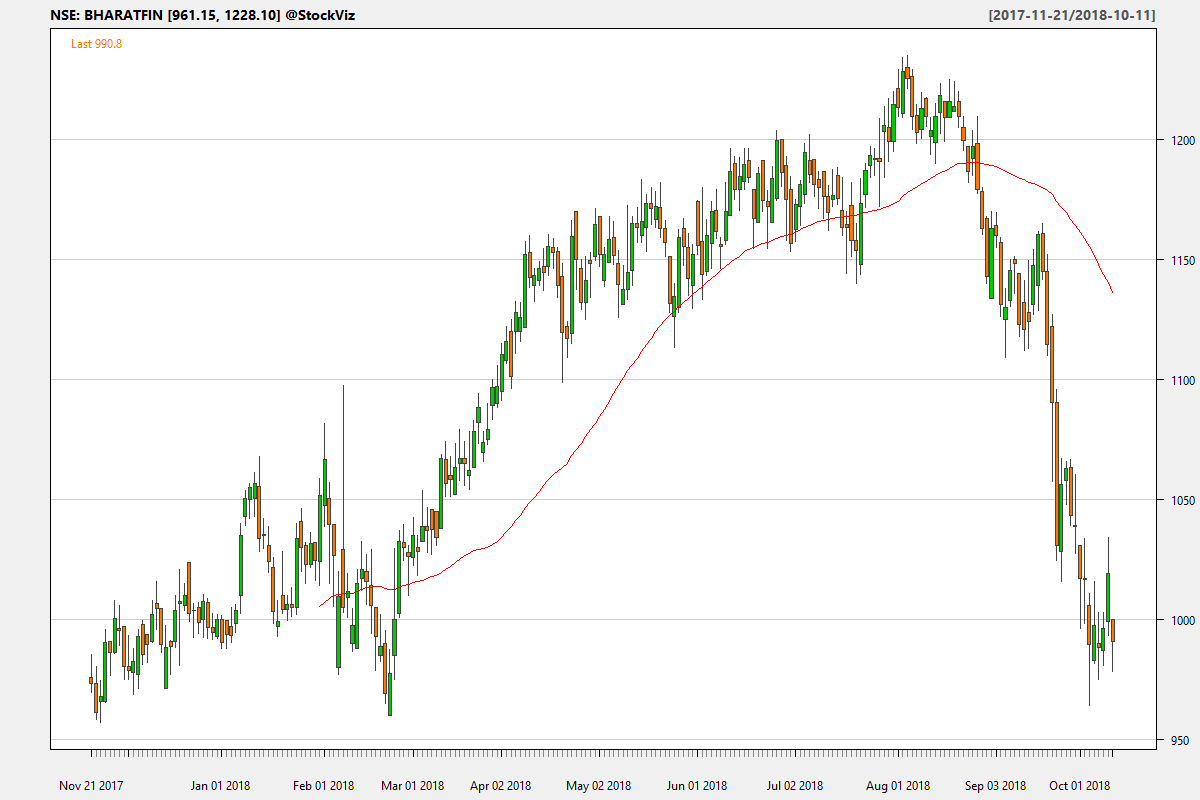 NSE: BHARATFIN [961.15, 1228.10] @StockViz
[2017-11-21/2018-10-11]
Last 990.8
1200
1150
1100
1050
1000
950
Nov 21 2017 Jan 01 2018 Feb 01 2018 Mar 01 2018 Apr 02 2018 May 02 2018 Jun 01 2018 Jul 02 2018 Aug 01 2018 Sep 03 2018 Oct 01 2018